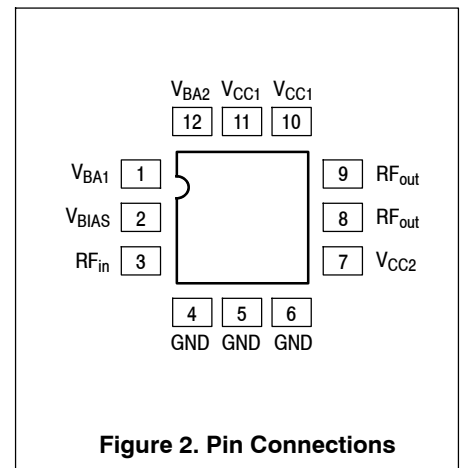 VBA2 VCC1 VCC1
12 11 10
VBA1 1 9 RFout
VBIAS 2 8 RFout
RFin 3 7 VCC2
4 5 6
GND GND GND
Figure 2. Pin Connections